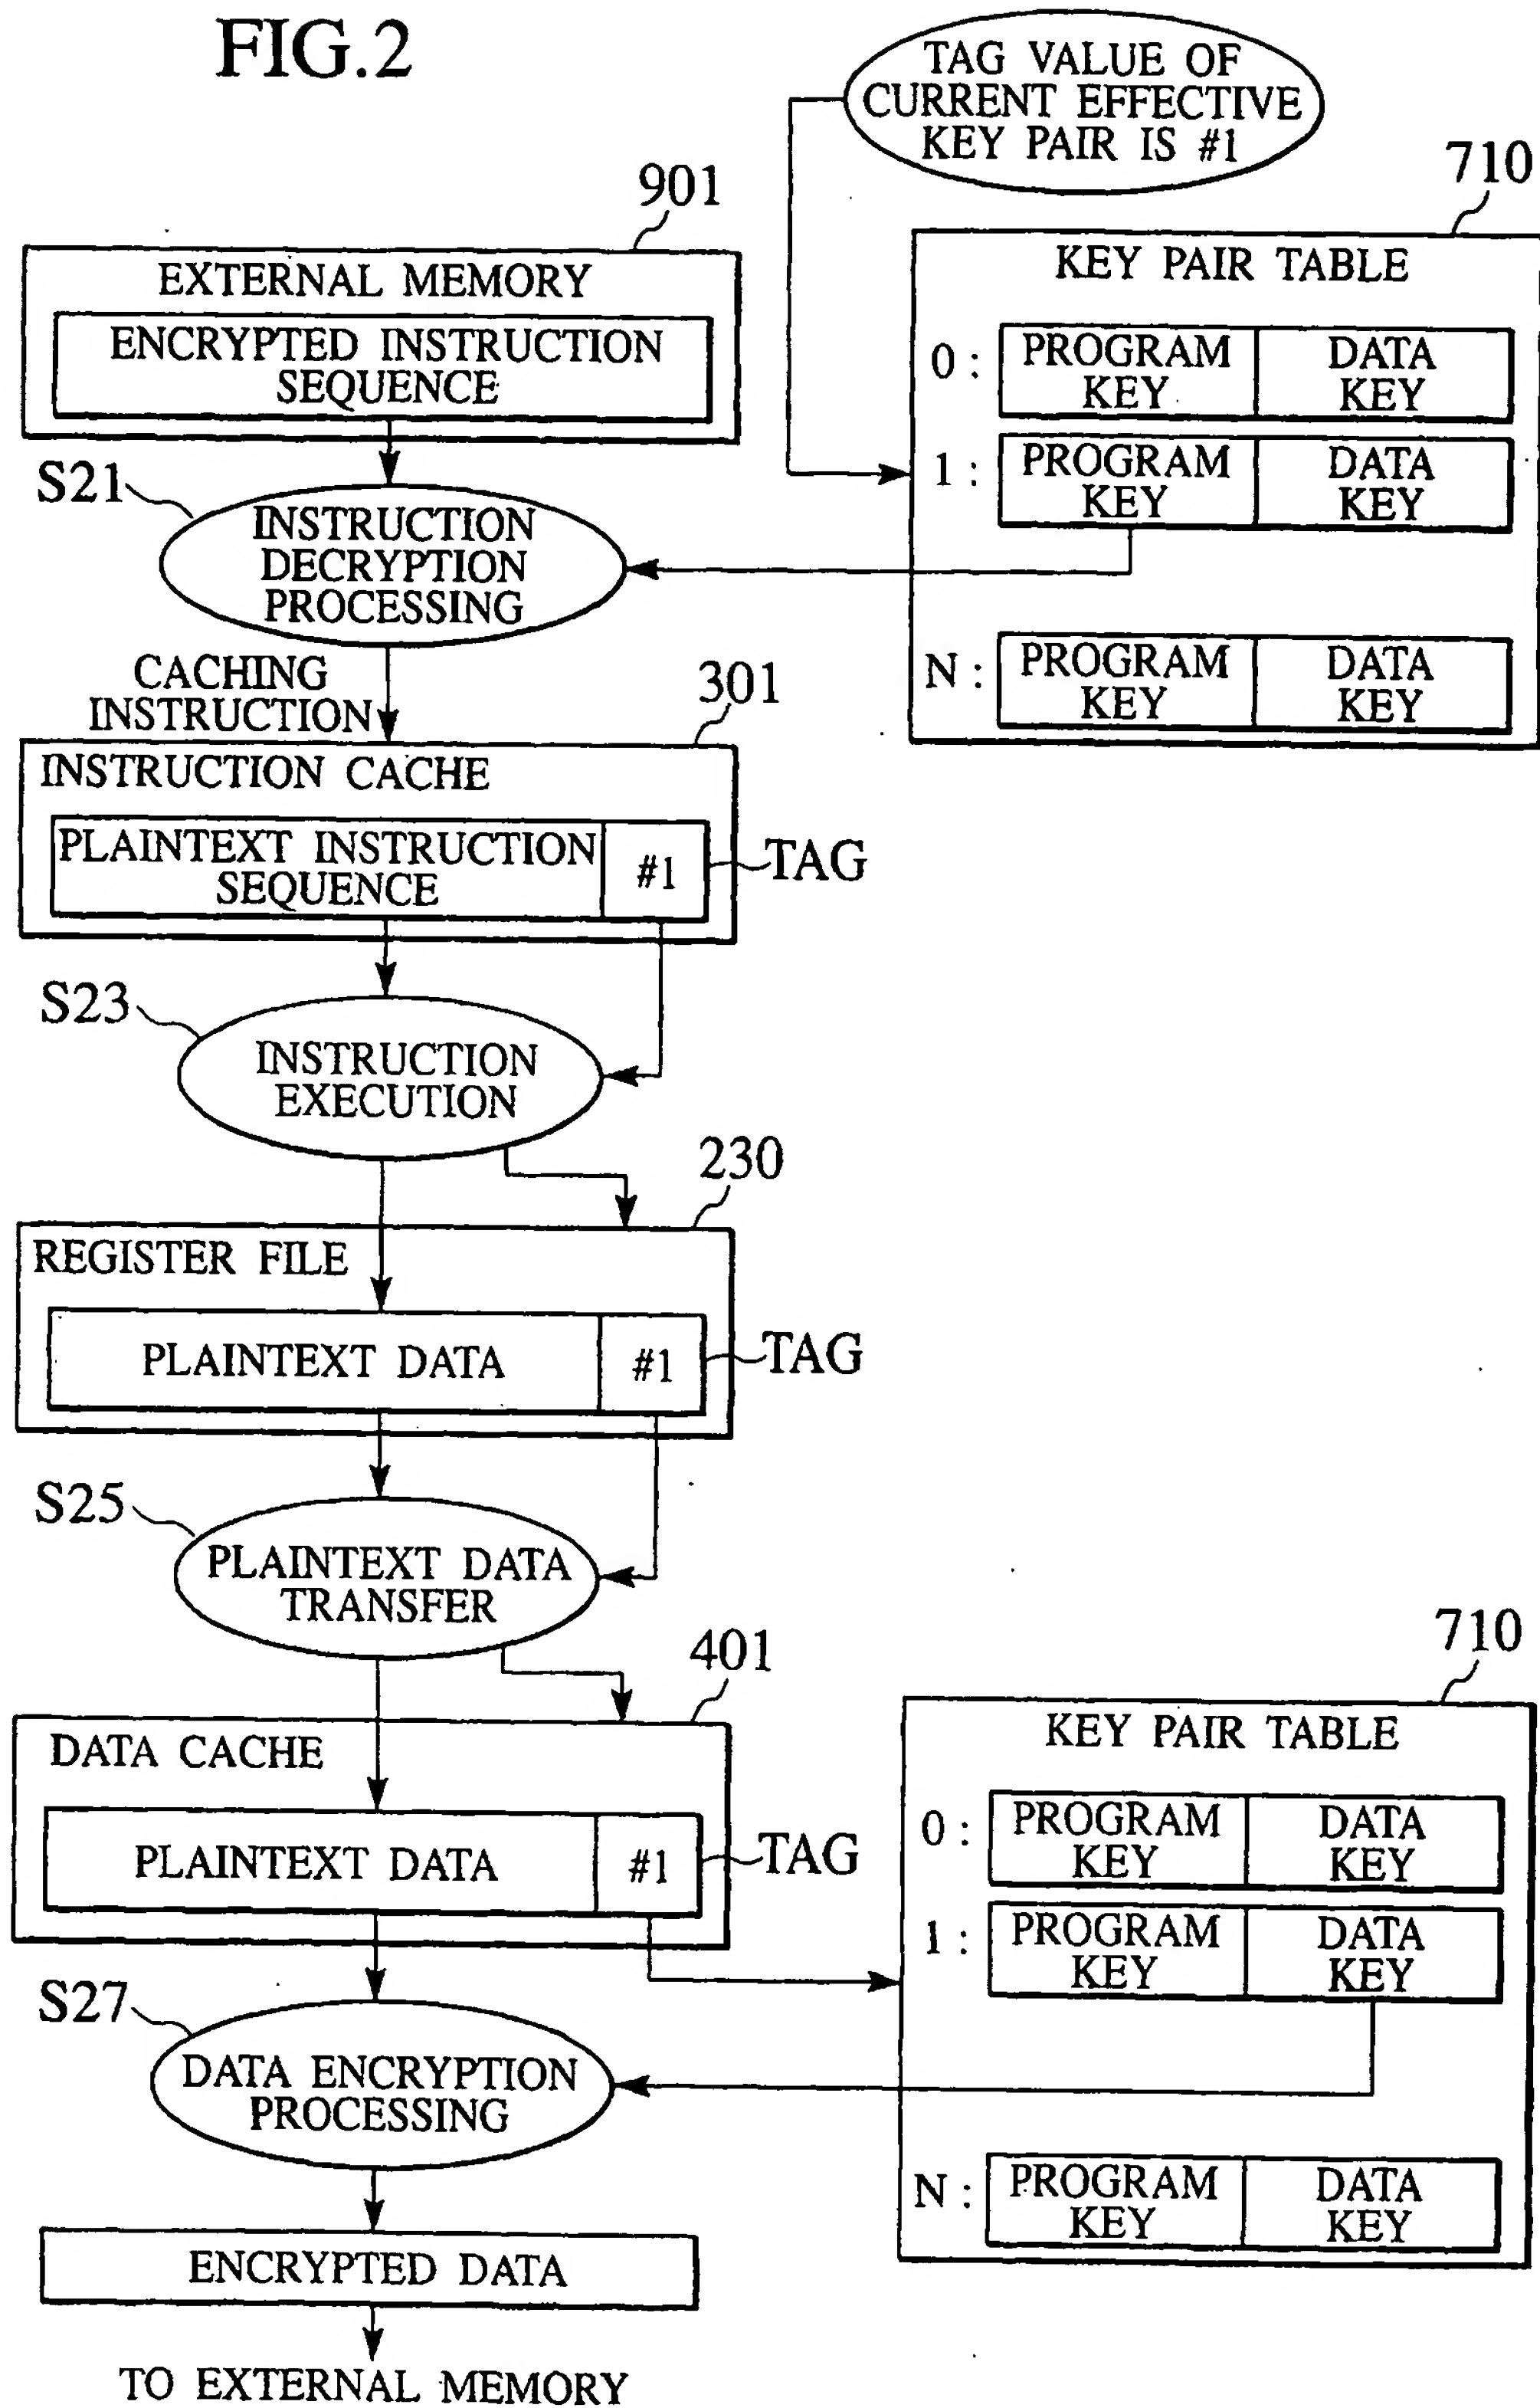 FIG.2
TAG VALUE OF
CURRENT EFFECTIVE
KEY PAIR IS #1
901
710
EXTERNAL MEMORY
ENCRYPTED INSTRUCTION
SEQUENCE
KEY PAIR TABLE
0 : PROGRAM KEY DATA KEY
1 : PROGRAM KEY DATA KEY
N : PROGRAM KEY DATA KEY
S21
INSTRUCTION
DECRYPTION
PROCESSING
CACHING
INSTRUCTION
301
INSTRUCTION CACHE
PLAINTEXT INSTRUCTION
SEQUENCE
#1
TAG
S23
INSTRUCTION
EXECUTION
230
REGISTER FILE
PLAINTEXT DATA
#1
TAG
S25
PLAINTEXT DATA
TRANSFER
401
DATA CACHE
PLAINTEXT DATA
#1
TAG
710
KEY PAIR TABLE
0 : PROGRAM KEY DATA KEY
1 : PROGRAM KEY DATA KEY
N : PROGRAM KEY DATA KEY
S27
DATA ENCRYPTION
PROCESSING
ENCRYPTED DATA
TO EXTERNAL MEMORY